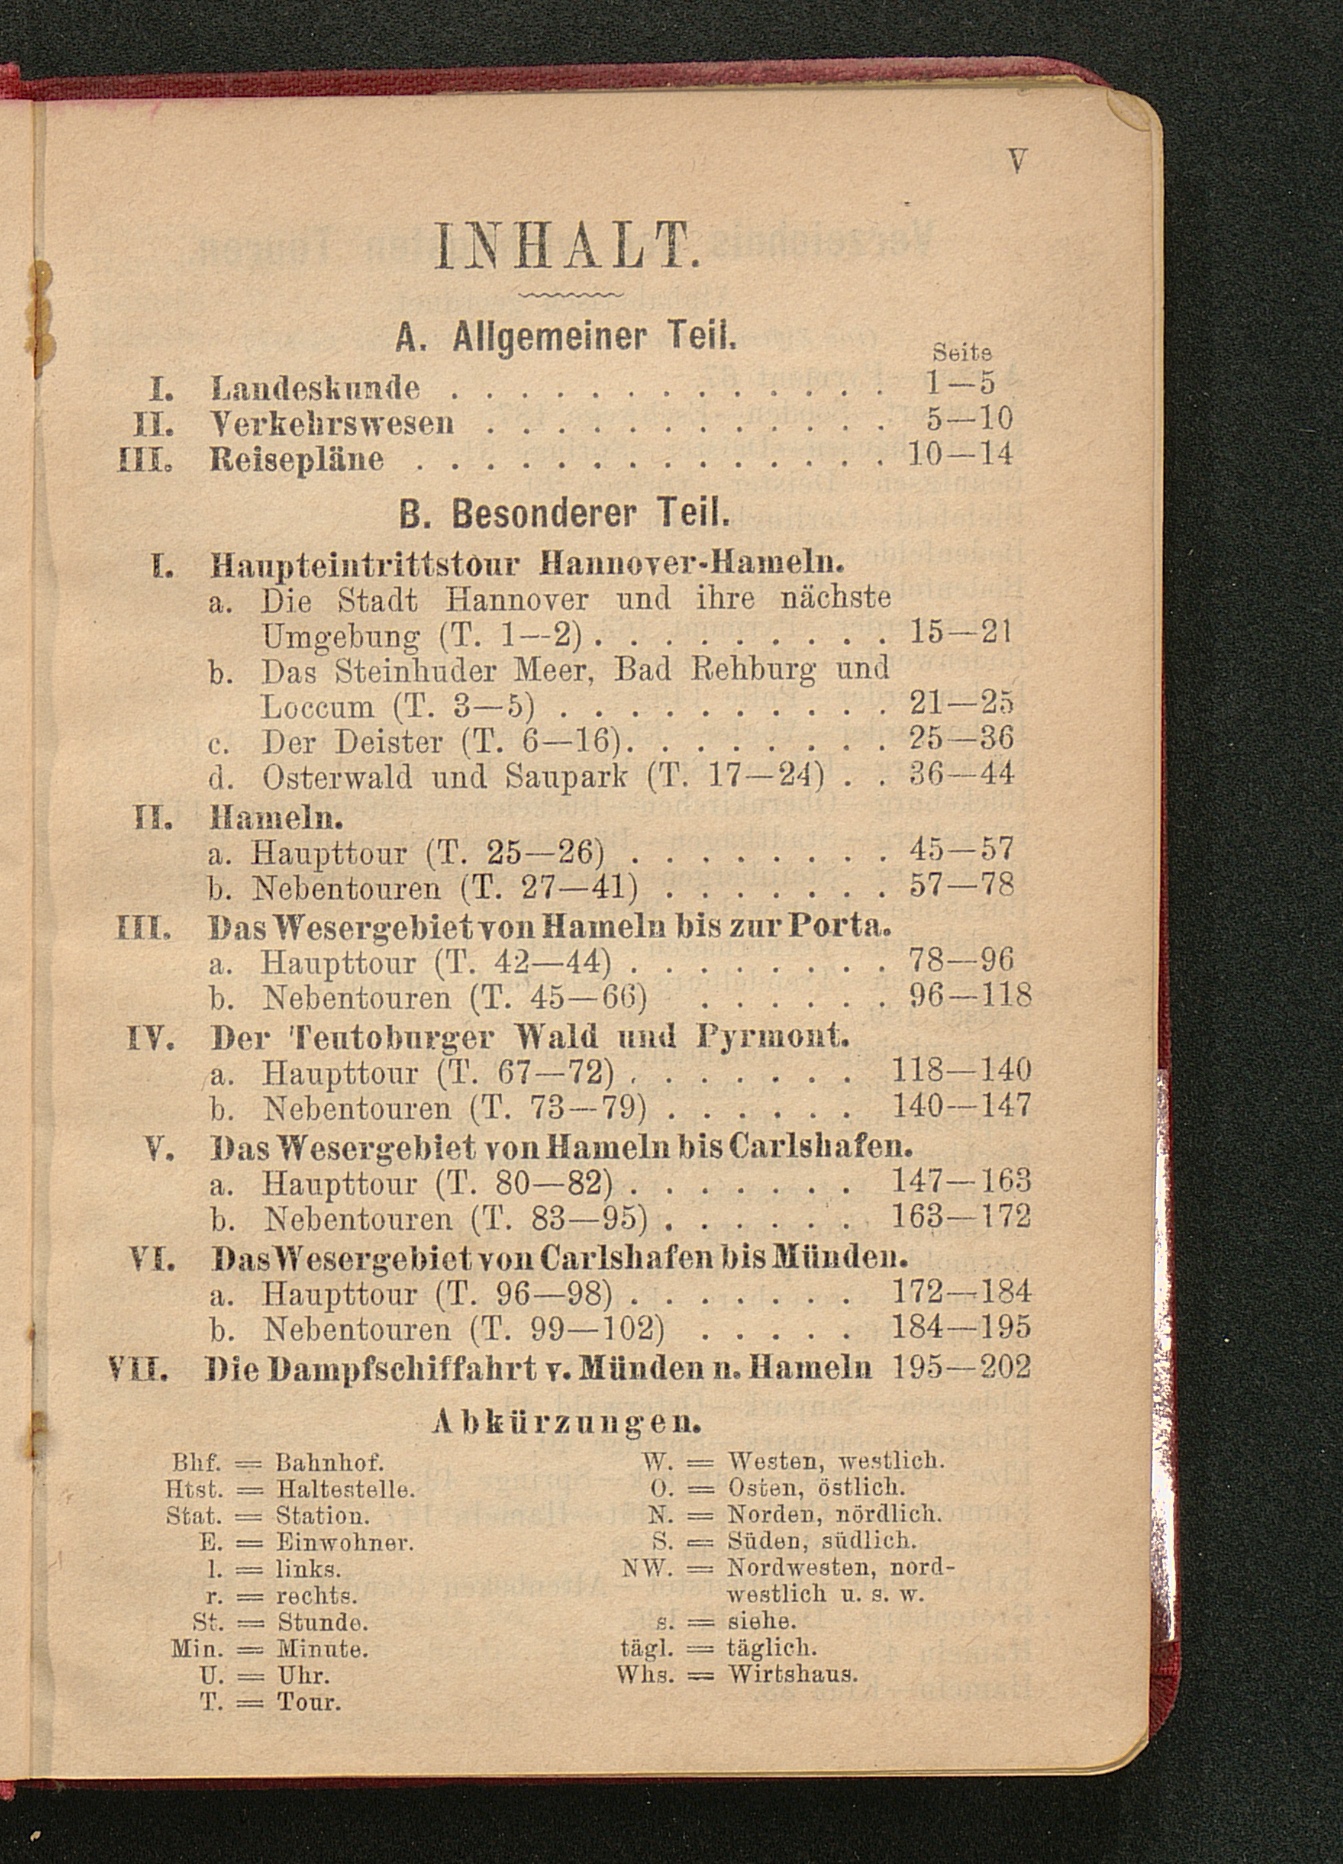 V
INHALT.
A. Allgemeiner Teil.
Seite
I. Landeskunde . . . . . . . . . . . . . 1—5
II. Verkehrswesen . . . . . . . . . . . . 5—10
III. Reisepläne . . . . . . . . . . . . . . 10—14
B. Besonderer Teil.
I. Haupteintrittstour Hannover-Hameln.
a. Die Stadt Hannover und ihre nächste
Umgebung (T. 1—2) . . . . . . . . . 15—21
b. Das Steinhuder Meer, Bad Rehburg und
Loccum (T. 3—5) . . . . . . . . . . 21—25
c. Der Deister (T. 6—16). . . . . . . . 25—36
d. Osterwald und Saupark (T. 17—24) . . 36—44
II. Hameln.
a. Haupttour (T. 25—26) . . . . . . . . 45—57
b. Nebentouren (T. 27—41) . . . . . . . 57—78
III. Das Wesergebiet von Hameln bis zur Porta.
a. Haupttour (T. 42—44) . . . . . . . . 78—96
b. Nebentouren (T. 45—66) . . . . . . 96—118
IV. Der Teutoburger Wald und Pyrmont.
a. Haupttour (T. 67—72) . . . . . . . 118—140
b. Nebentouren (T. 73—79) . . . . . . 140—147
V. Das Wesergebiet von Hameln bis Carlshafen.
a. Haupttour (T. 80—82) . . . . . . . 147—163
b. Nebentouren (T. 83—95) . . . . . . 163—172
VI. Das Wesergebiet von Carlshafen bis Münden.
a. Haupttour (T. 96—98) . . . . . . . 172—184
b. Nebentouren (T. 99—102) . . . . . 184—195
VII. Die Dampfschiffahrt v. Münden n. Hameln 195—202
Abkürzungen.
Bhf. = Bahnhof.
Htst. = Haltestelle.
Stat. = Station.
E. = Einwohner.
l. = links.
r. = rechts.
St. = Stunde.
Min. = Minute.
U. = Uhr.
T. = Tour.
W. = Westen, westlich.
O. = Osten, östlich.
N. = Norden, nördlich.
S. = Süden, südlich.
NW. = Nordwesten, nord-
westlich u. s. w.
s. = siehe.
tägl. = täglich.
Whs. = Wirtshaus.